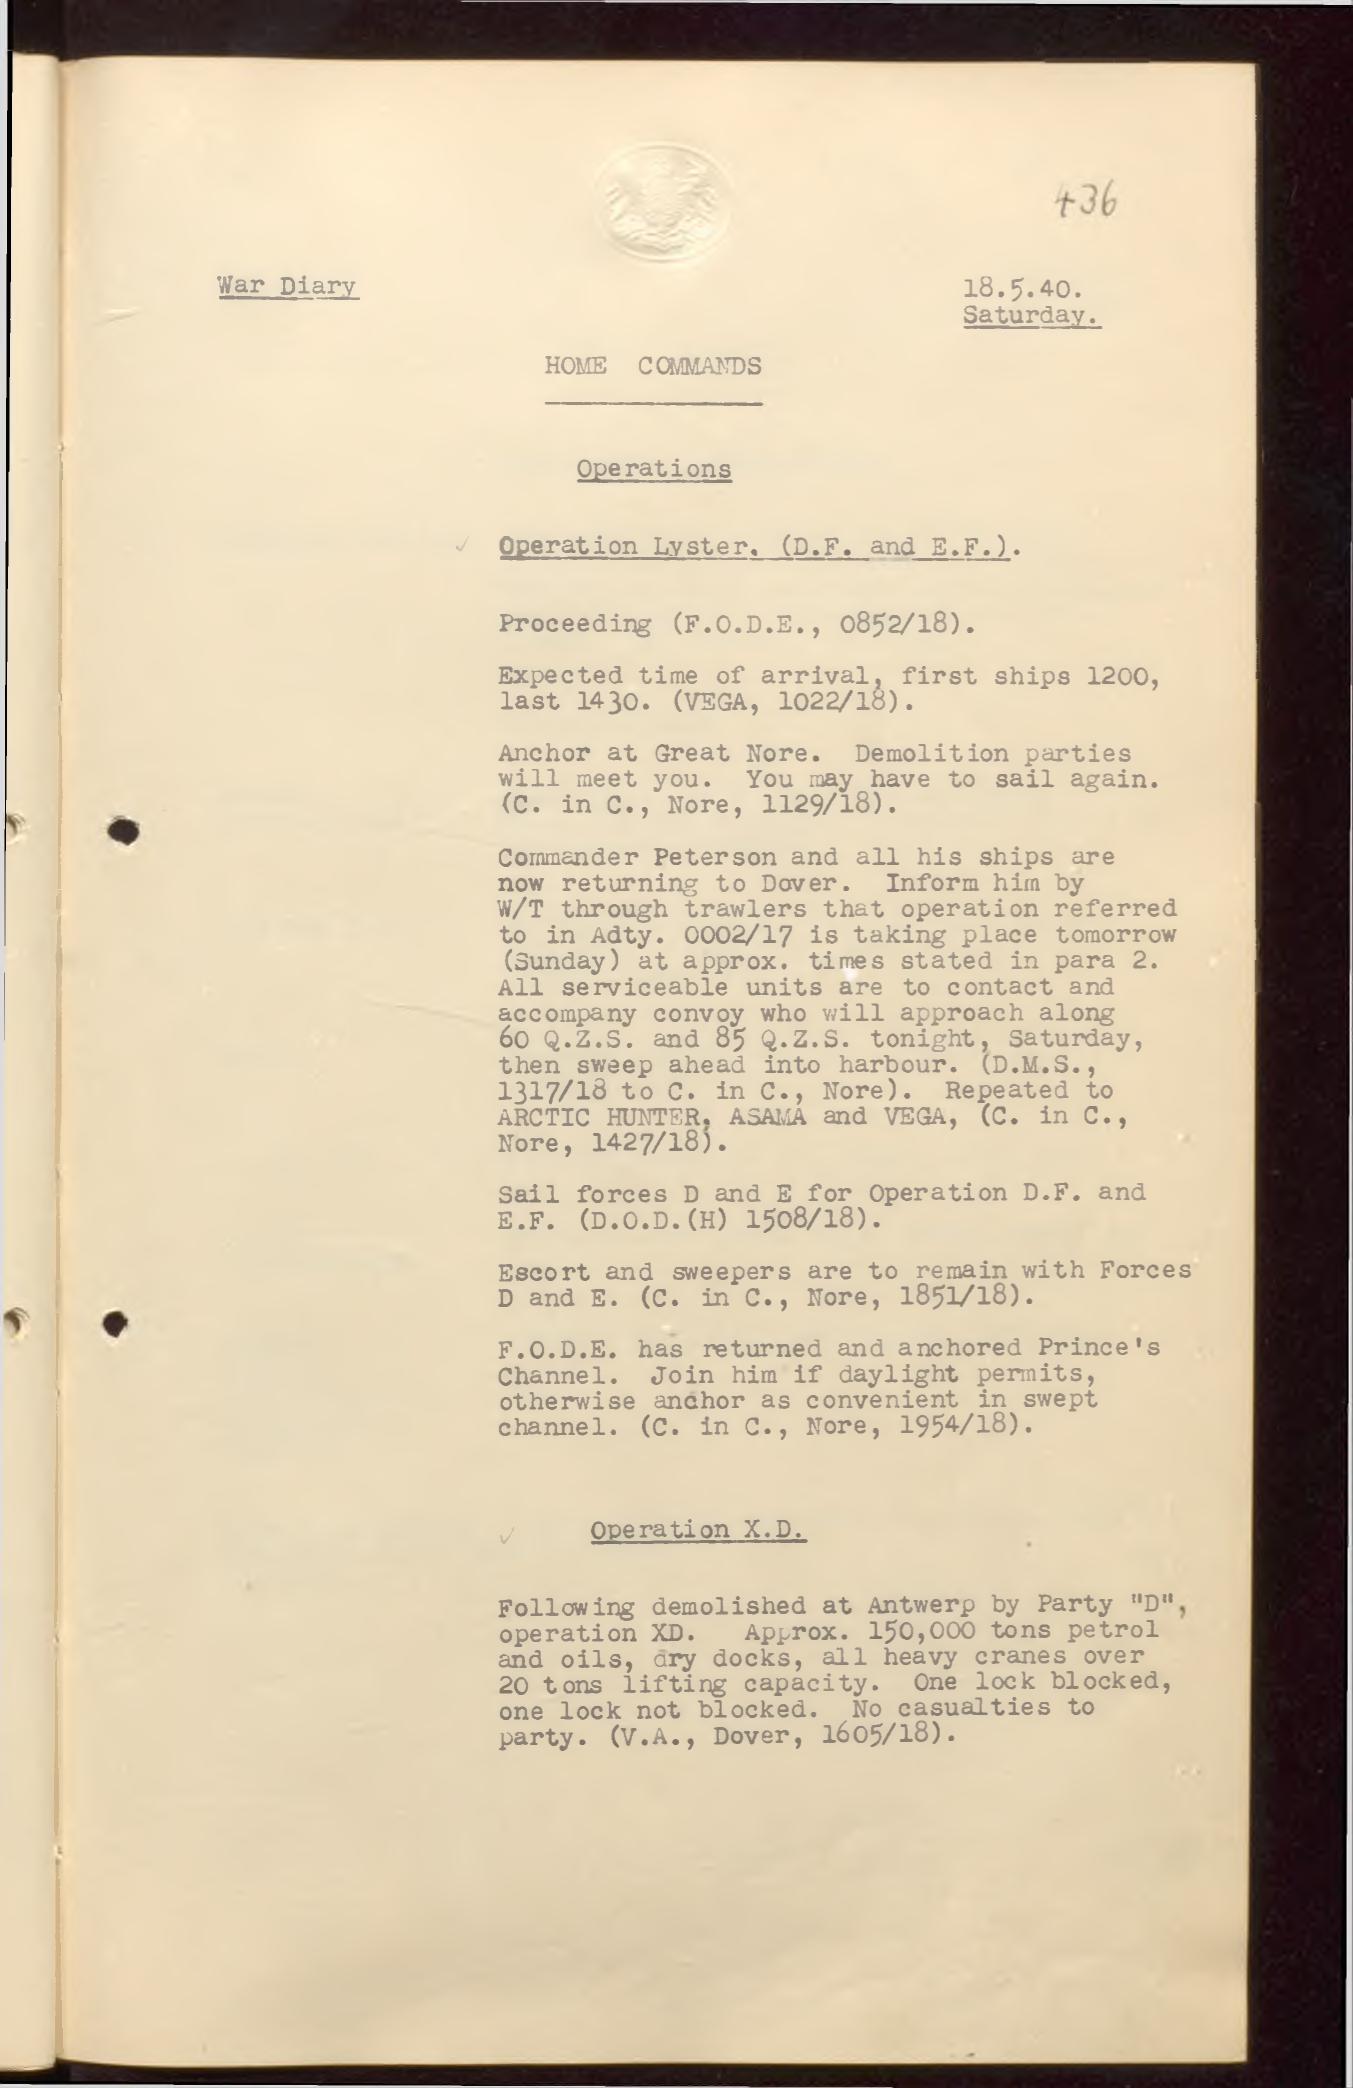 436
War Diary
18.5.40.
Saturday.
HOME COMMANDS
Operations
Operation Lyster. (D.F. and E.F.).
Proceeding (F.O.D.E., 0852/18).
Expected time of arrival, first ships 1200,
last 1430. (VEGA, 1022/18).
Anchor at Great Nore. Demolition parties
will meet you. You may have to sail again.
(C. in C., Nore, 1129/18).
Commander Peterson and all his ships are
now returning to Dover. Inform him by
W/T through trawlers that operation referred
to in Adty. 0002/17 is taking place tomorrow
(Sunday) at approx. times stated in para 2.
All serviceable units are to contact and
accompany convoy who will approach along
60 Q.Z.S. and 85 Q.Z.S. tonight, Saturday,
then sweep ahead into harbour. (D.M.S.,
1317/18 to C. in C., Nore). Repeated to
ARCTIC HUNTER, ASAMA and VEGA, (C. in C.,
Nore, 1427/18).
Sail forces D and E for Operation D.F. and
E.F. (D.O.D.(H) 1508/18).
Escort and sweepers are to remain with Forces
D and E. (C. in C., Nore, 1851/18).
F.O.D.E. has returned and anchored Prince's
Channel. Join him if daylight permits,
otherwise anchor as convenient in swept
channel. (C. in C., Nore, 1954/18).
Operation X.D.
Following demolished at Antwerp by Party "D",
operation XD. Approx. 150,000 tons petrol
and oils, dry docks, all heavy cranes over
20 tons lifting capacity. One lock blocked,
one lock not blocked. No casualties to
party. (V.A., Dover, 1605/18).